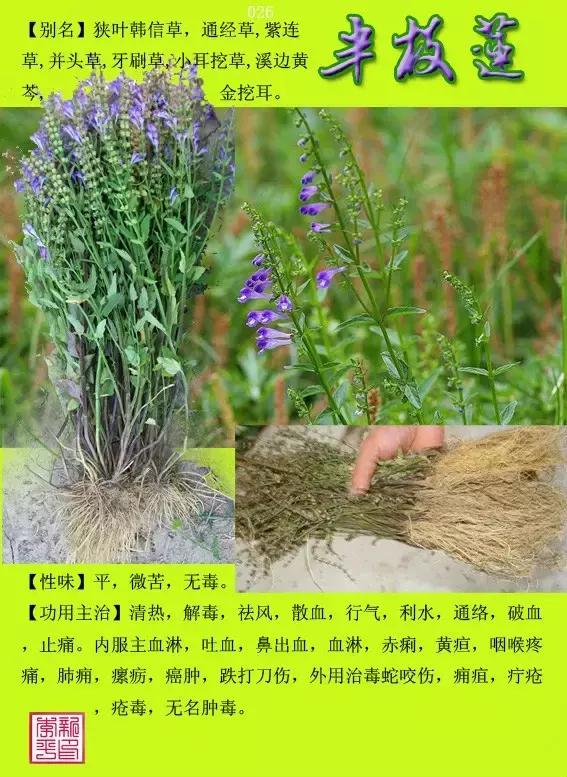 026
【别名】狭叶韩信草，通经草,紫连
草,并头草,牙刷草,小耳挖草,溪边黄
芩,
金挖耳。
半枝莲
【性味】平，微苦，无毒。
【功用主治】清热，解毒，祛风，散血，行气，利水，通络，破血
，止痛。内服主血淋，吐血，鼻出血，血淋，赤痢，黄疸，咽喉疼
痛，肺痈，瘰疬，癌肿，跌打刀伤，外用治毒蛇咬伤，痈疽，疔疮
，疮毒，无名肿毒。